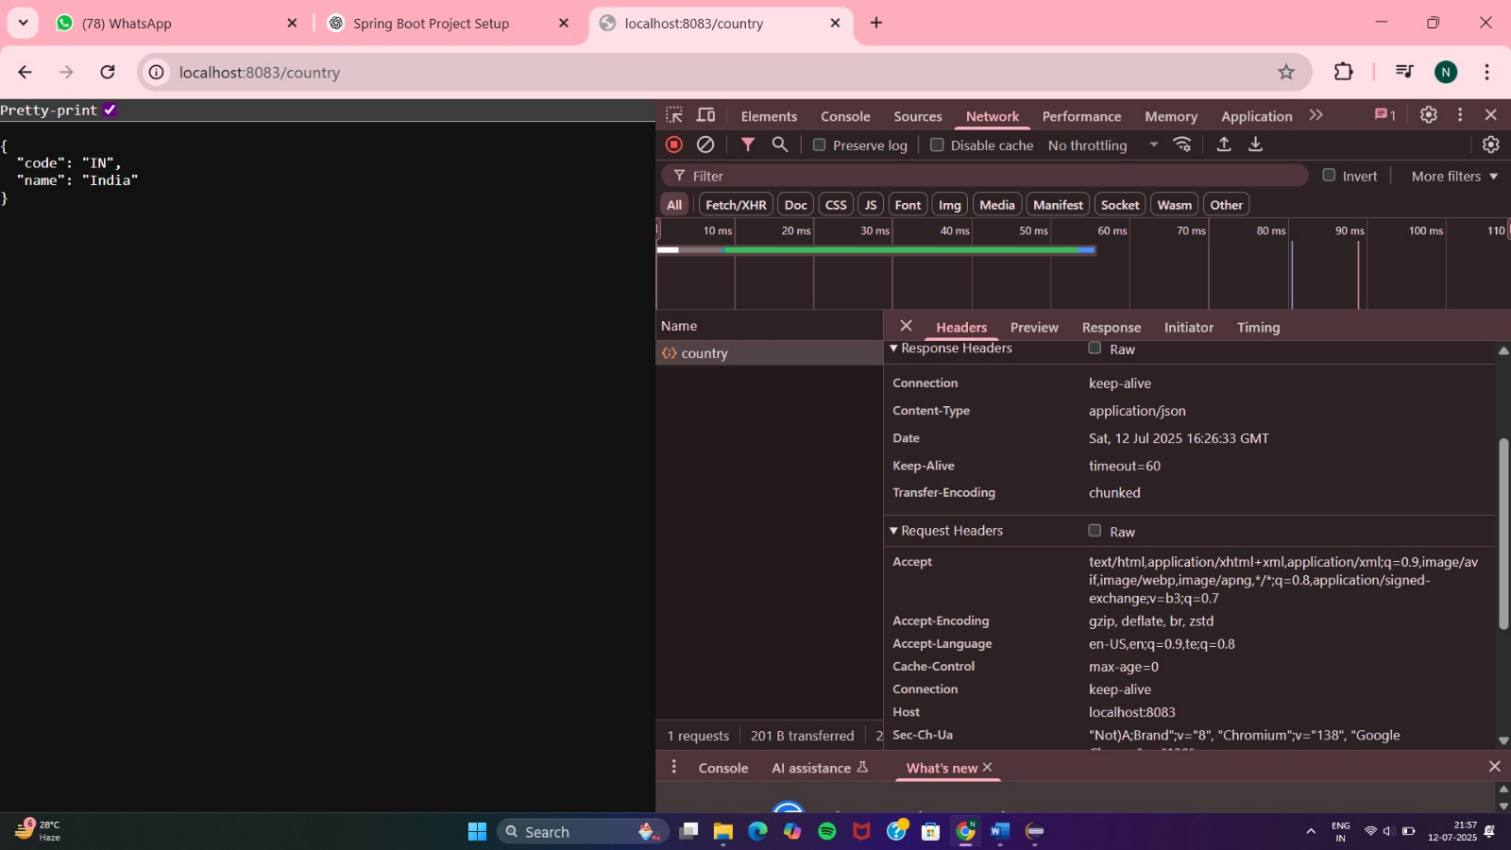 (78) WhatsApp
Spring Boot Project Setup
localhost:8083/country
localhost:8083/country
N
Pretty-print
{
"code": "IN",
"name": "India"
}
Elements Console Sources Network Performance Memory Application 1
Preserve log Disable cache No throttling
Filter Invert More filters
All Fetch/XHR Doc CSS JS Font Img Media Manifest Socket Wasm Other
10 ms 20 ms 30 ms 40 ms 50 ms 60 ms 70 ms 80 ms 90 ms 100 ms 110
Name
country
Headers Preview Response Initiator Timing
Response Headers Raw
Connection keep-alive
Content-Type application/json
Date Sat, 12 Jul 2025 16:26:33 GMT
Keep-Alive timeout=60
Transfer-Encoding chunked
Request Headers Raw
Accept text/html,application/xhtml+xml,application/xml;q=0.9,image/av
if,image/webp,image/apng,*/*;q=0.8,application/signed-
exchange;v=b3;q=0.7
Accept-Encoding gzip, deflate, br, zstd
Accept-Language en-US,en;q=0.9,te;q=0.8
Cache-Control max-age=0
Connection keep-alive
Host localhost:8083
Sec-Ch-Ua "Not)A;Brand";v="8", "Chromium";v="138", "Google
1 requests 201 B transferred 2
Console AI assistance What's new
6
28°C
Haze
Search
ENG
IN
21:57
12-07-2025